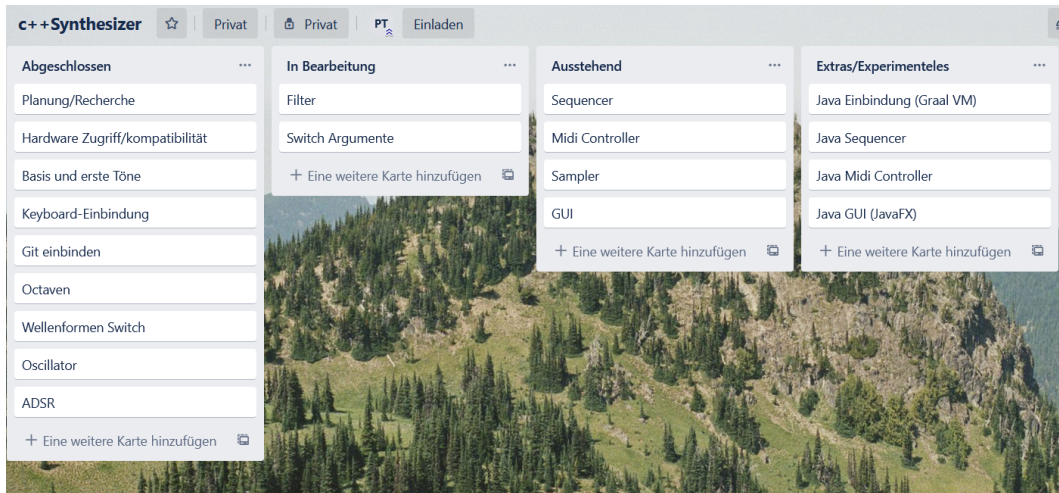 c++Synthesizer
Privat
Privat
PT
Einladen
Abgeschlossen
Planung/Recherche
Hardware Zugriff/kompatibilität
Basis und erste Töne
Keyboard-Einbindung
Git einbinden
Octaven
Wellenformen Switch
Oscillator
ADSR
+ Eine weitere Karte hinzufügen
In Bearbeitung
Filter
Switch Argumente
+ Eine weitere Karte hinzufügen
Ausstehend
Sequencer
Midi Controller
Sampler
GUI
+ Eine weitere Karte hinzufügen
Extras/Experimenteles
Java Einbindung (Graal VM)
Java Sequencer
Java Midi Controller
Java GUI (JavaFX)
+ Eine weitere Karte hinzufügen